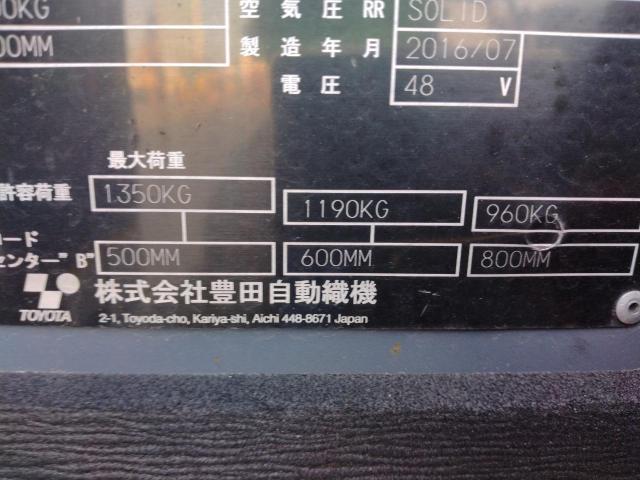 空気圧 RR SOLID
00MM 製造年月 2016/07
電圧 48 V
最大荷重
許容荷重 1350KG 1190KG 960KG
ード
センター"B" 500MM 600MM 800MM
TOYOTA 株式会社豊田自動織機
2-1, Toyoda-cho, Kariya-shi, Aichi 448-8671 Japan